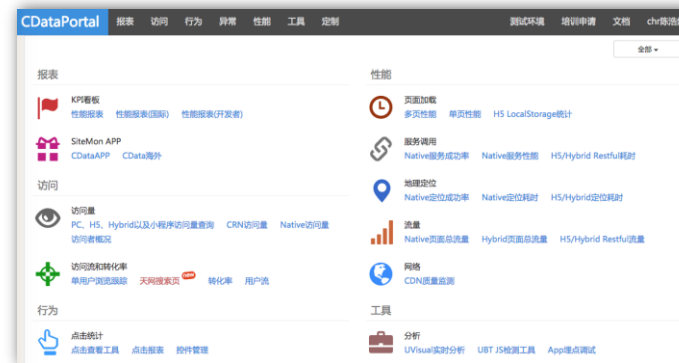 CDataPortal 报表 访问 行为 异常 性能 工具 定制 测试环境 培训申请 文档
全部
报表
KPI看板
性能报表 性能报表(国际) 性能报表(开发者)
SiteMon APP
CDataAPP CData海外
访问
访问量
PC、H5、Hybrid以及小程序访问量查询 CRN访问量 Native访问量
访问者概况
访问流和转化率
单用户浏览跟踪 天网搜索页 new 转化率 用户流
行为
点击统计
点击查看工具 点击报表 控件管理
性能
页面加载
多页性能 单页性能 H5 LocalStorage统计
服务调用
Native服务成功率 Native服务性能 H5/Hybrid Restful耗时
地理定位
Native定位成功率 Native定位耗时 H5/Hybrid定位耗时
流量
Native页面总流量 Hybrid页面总流量 H5/Hybrid Restful流量
网络
CDN质量监测
工具
分析
UVisual实时分析 UBT JS检测工具 App埋点调试